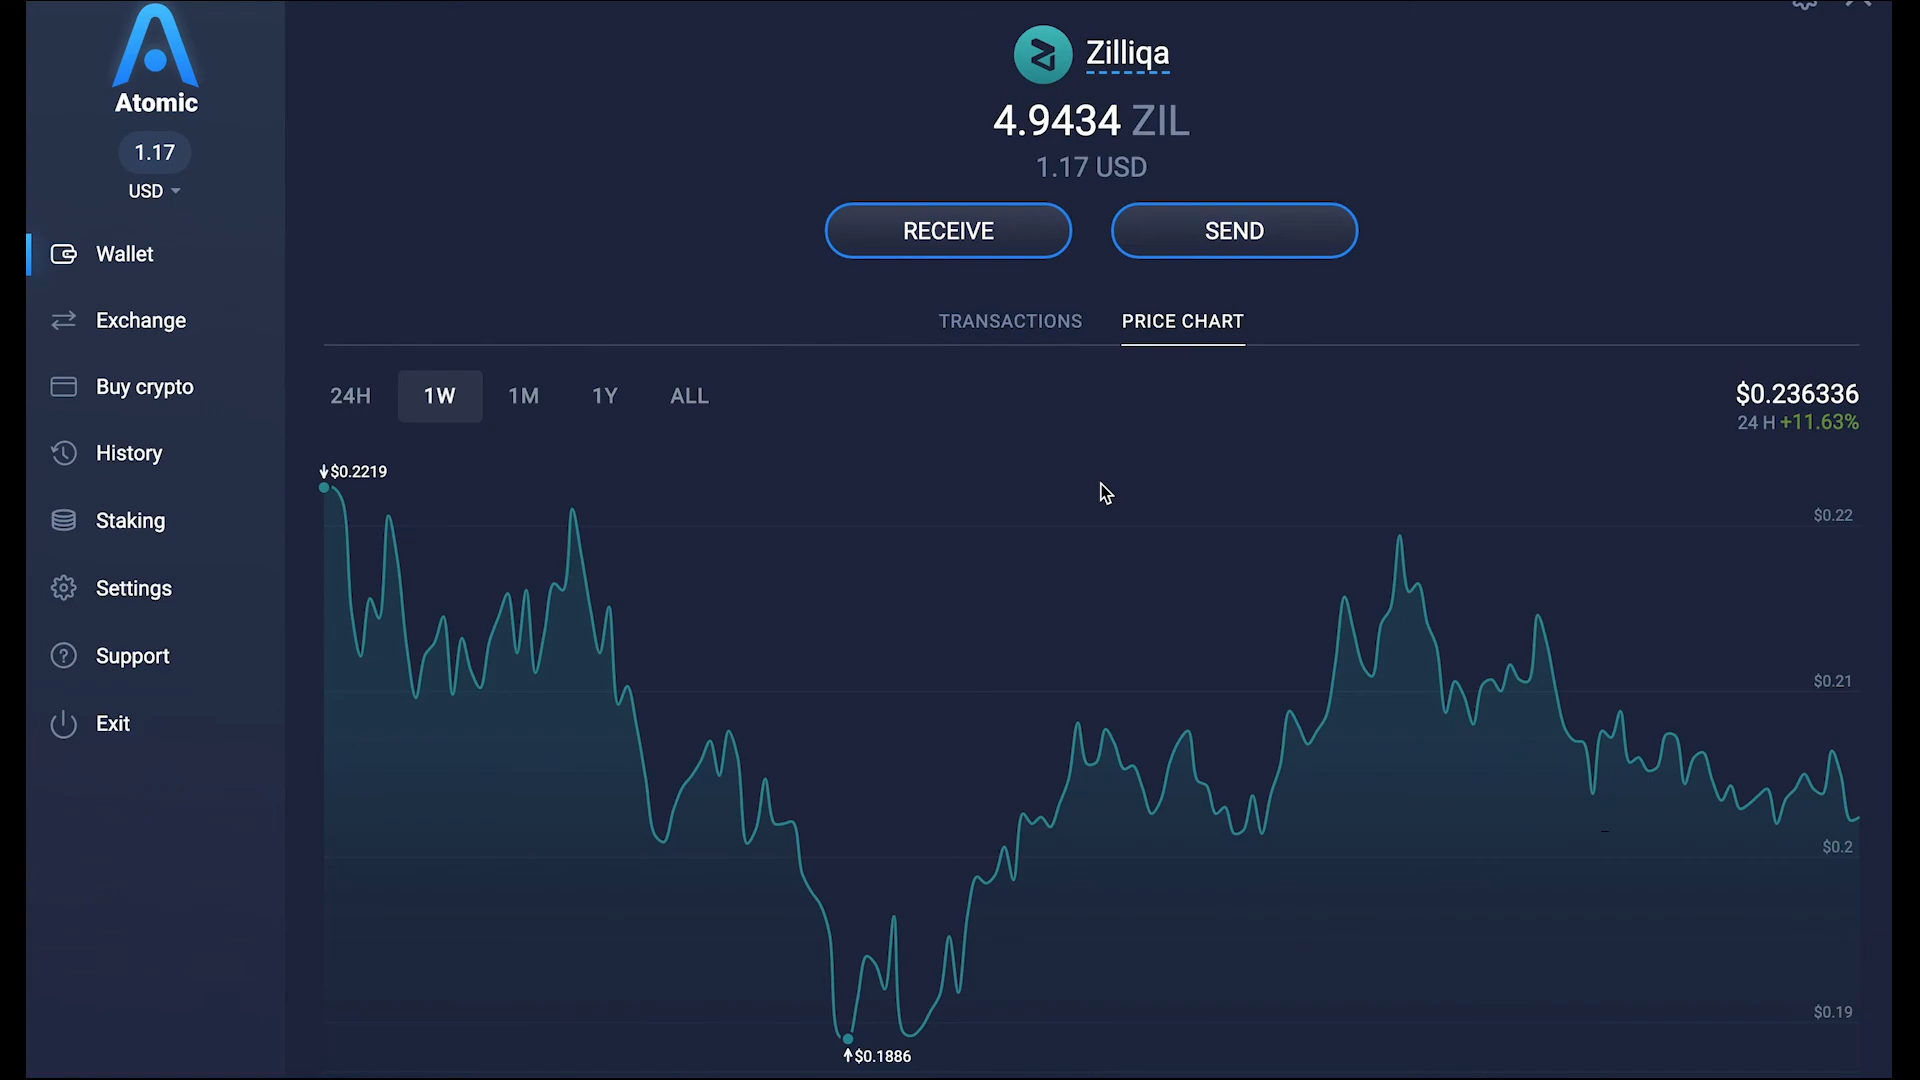 Atomic
1.17
USD
Wallet
Exchange
Buy crypto
History
Staking
Settings
Support
Exit
Zilliqa
4.9434 ZIL
1.17 USD
RECEIVE SEND
TRANSACTIONS PRICE CHART
24H 1W 1M 1Y ALL
$0.236336
24 H +11.63%
↓$0.2219
$0.22
$0.21
$0.2
$0.19
↑$0.1886